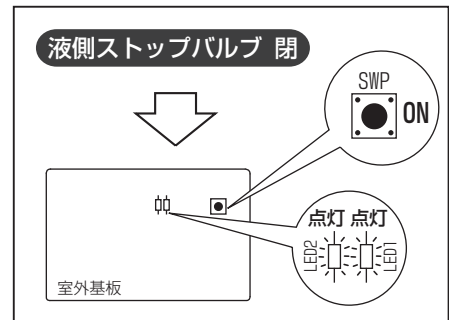 液側ストップバルブ 閉
SWP
ON
点灯 点灯
LED2 LED1
室外基板